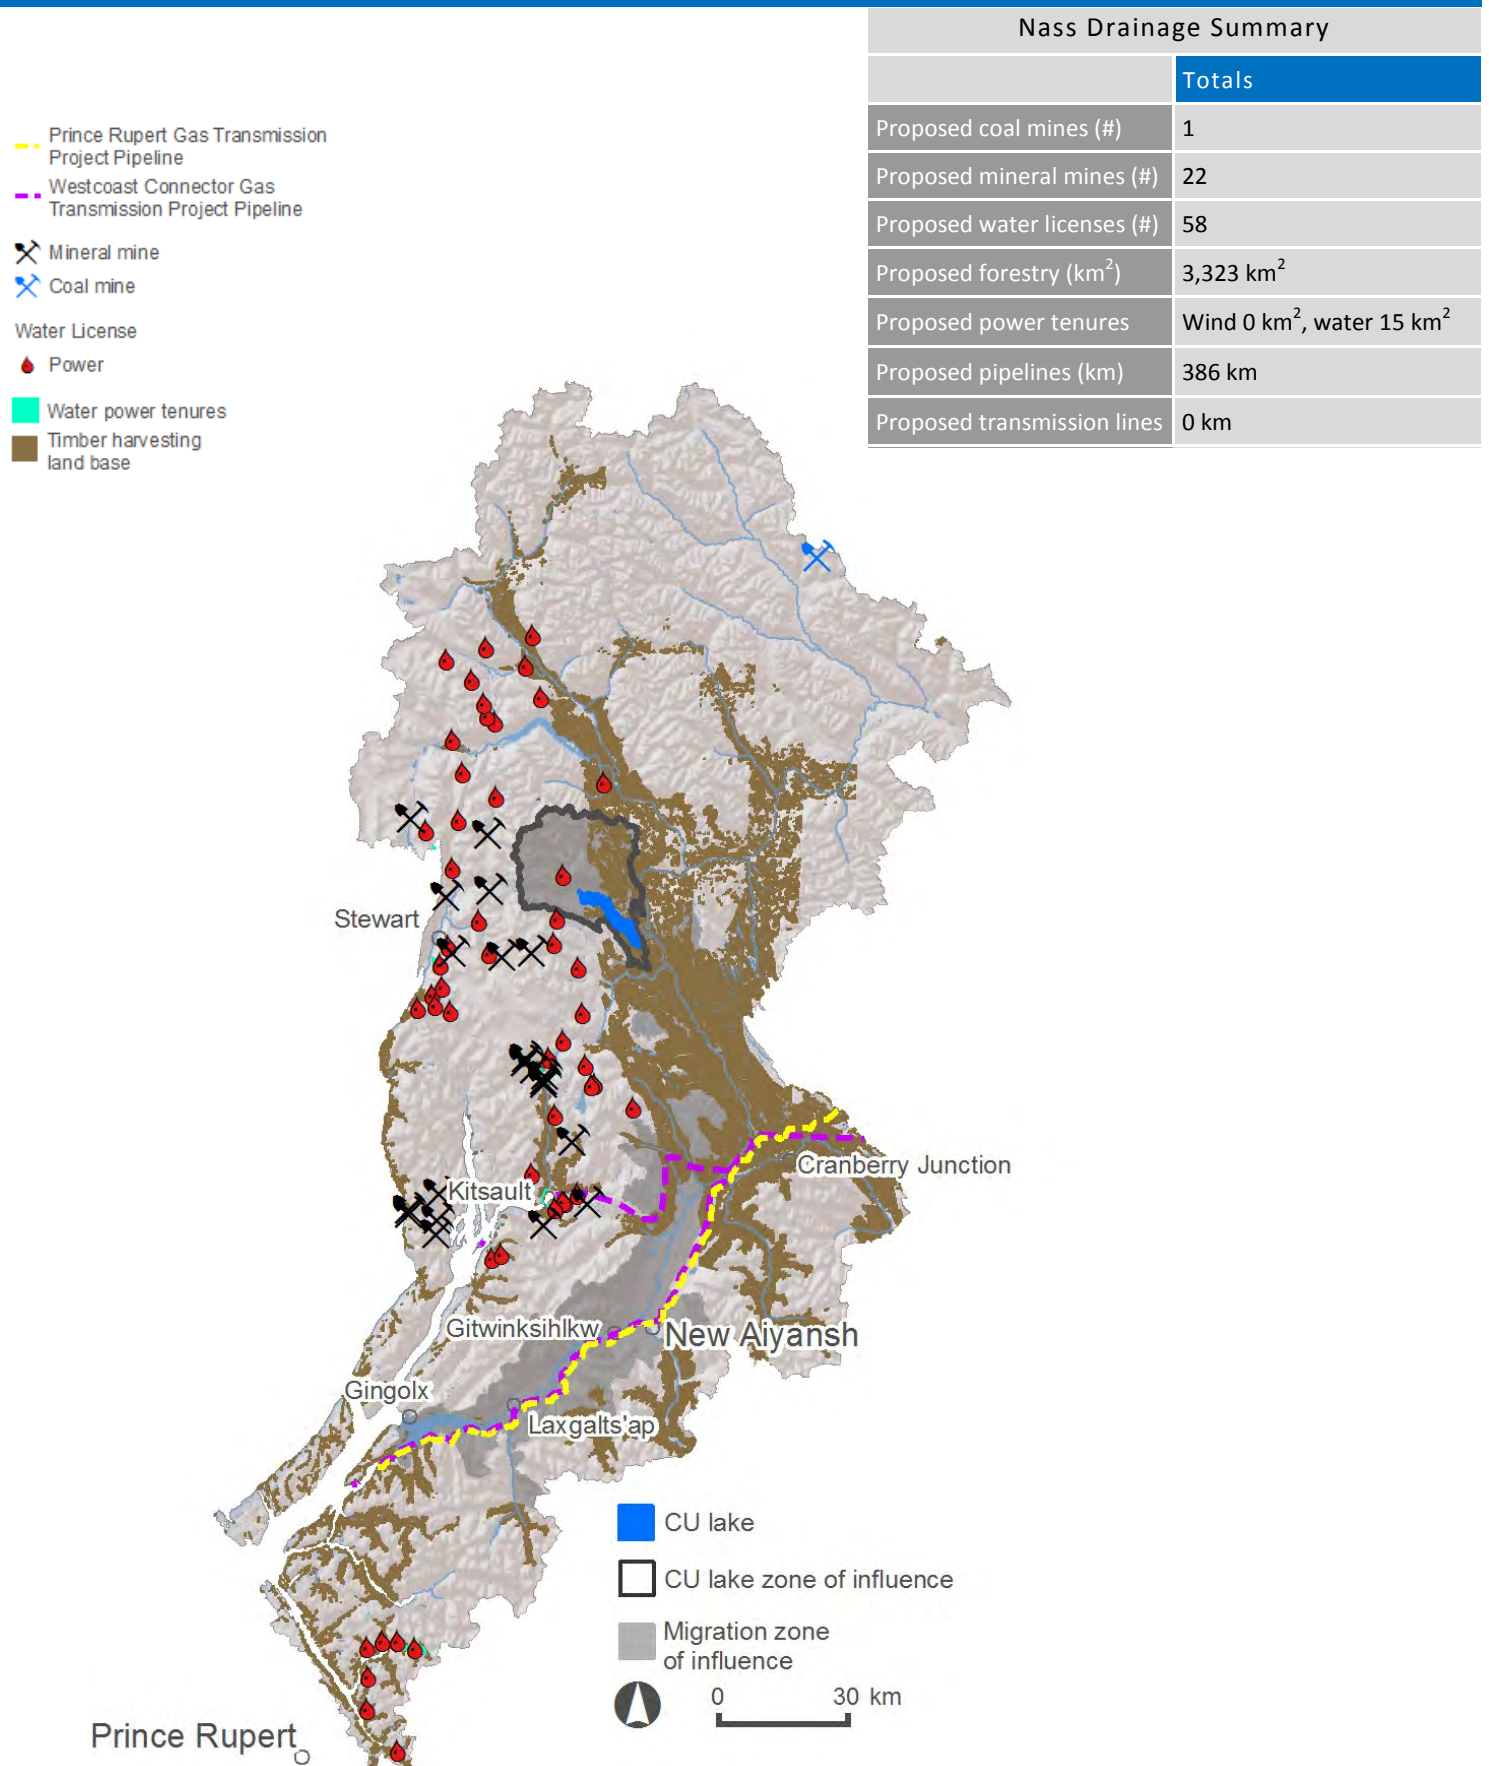 Nass Drainage Summary
Totals
Proposed coal mines (#) 1
Proposed mineral mines (#) 22
Proposed water licenses (#) 58
Proposed forestry (km²) 3,323 km²
Proposed power tenures Wind 0 km², water 15 km²
Proposed pipelines (km) 386 km
Proposed transmission lines 0 km
Prince Rupert Gas Transmission
Project Pipeline
Westcoast Connector Gas
Transmission Project Pipeline
Mineral mine
Coal mine
Water License
Power
Water power tenures
Timber harvesting
land base
Stewart
Cranberry Junction
Kitsault
Gitwinksihlkw
New Aiyansh
Gingolx
Laxgalts'ap
CU lake
CU lake zone of influence
Migration zone
of influence
0 30 km
Prince Rupert